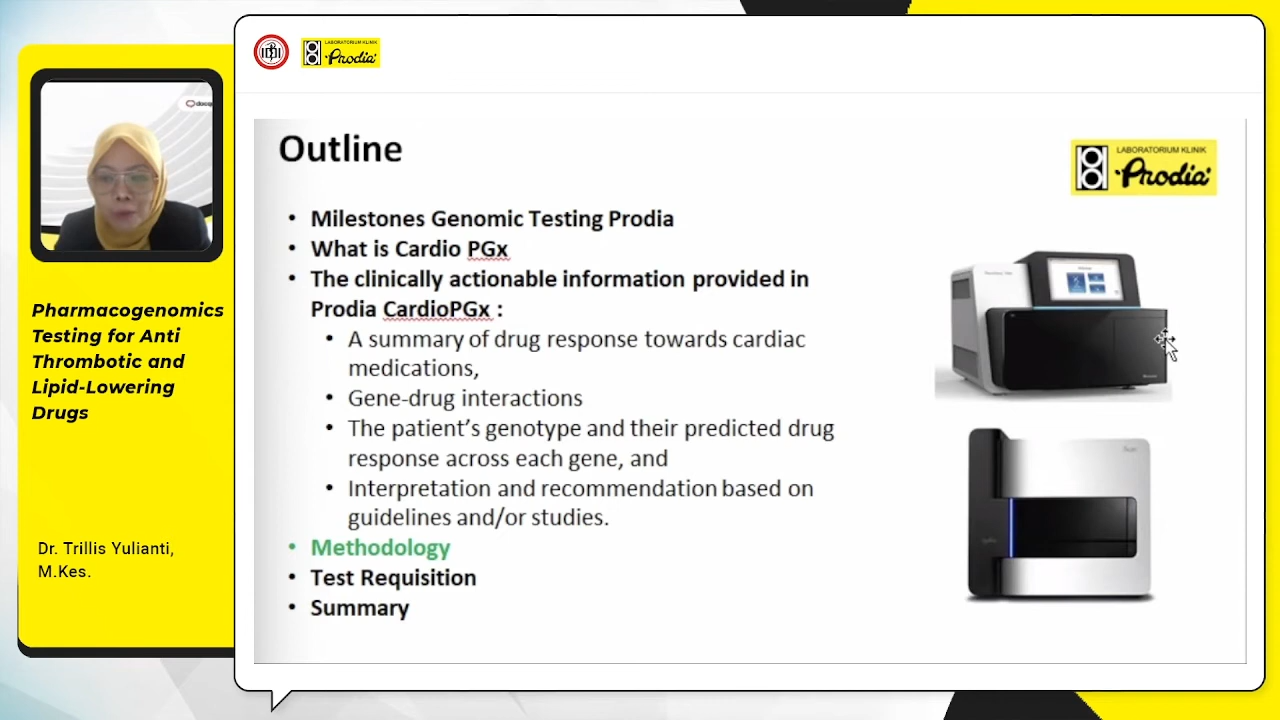 LABORATORIUM KLINIK
Prodia
docq
Pharmacogenomics
Testing for Anti
Thrombotic and
Lipid-Lowering
Drugs
Dr. Trillis Yulianti,
M.Kes.
Outline
LABORATORIUM KLINIK
Prodia
• Milestones Genomic Testing Prodia
• What is Cardio PGx
• The clinically actionable information provided in
Prodia CardioPGx :
• A summary of drug response towards cardiac
medications,
• Gene-drug interactions
• The patient's genotype and their predicted drug
response across each gene, and
• Interpretation and recommendation based on
guidelines and/or studies.
• Methodology
• Test Requisition
• Summary